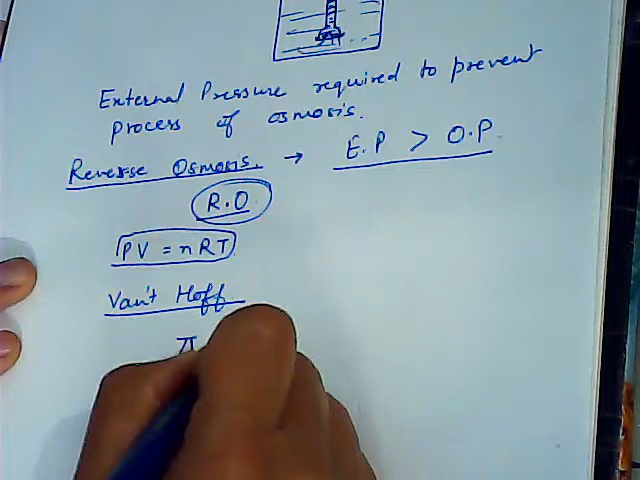 External Pressure required to prevent
process of osmosis.
Reverse Osmosis. → E.P > O.P.
R.O.
PV = nRT
Van't Hoff
π